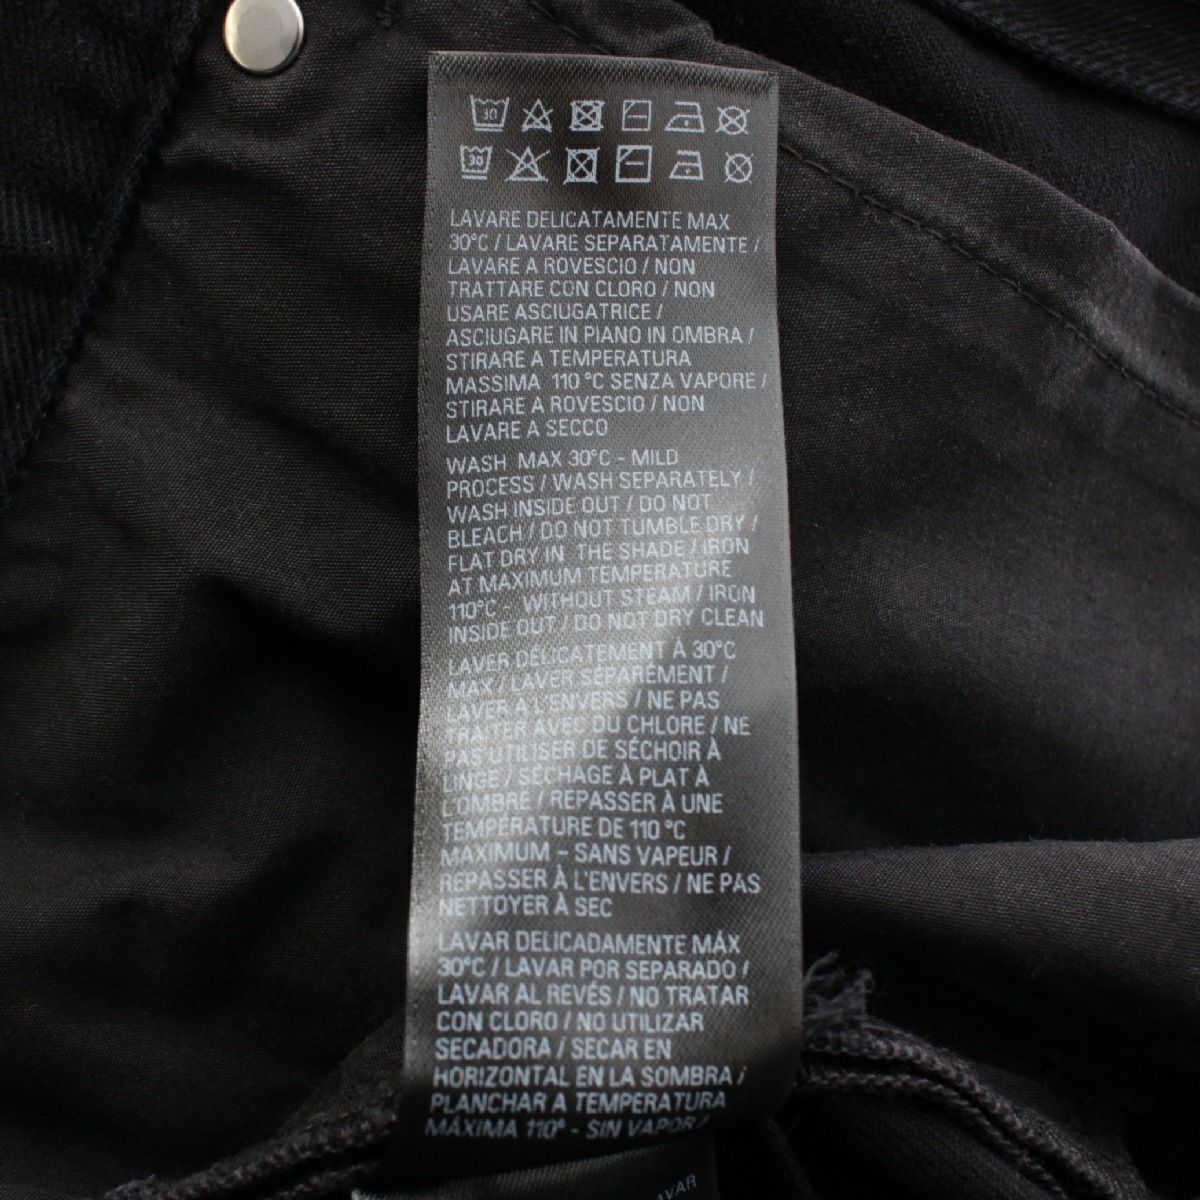 30
30
LAVARE DELICATAMENTE MAX
30°C / LAVARE SEPARATAMENTE /
LAVARE A ROVESCIO / NON
TRATTARE CON CLORO / NON
USARE ASCIUGATRICE /
ASCIUGARE IN PIANO IN OMBRA /
STIRARE A TEMPERATURA
MASSIMA 110 °C SENZA VAPORE /
STIRARE A ROVESCIO / NON
LAVARE A SECCO
WASH MAX 30°C - MILD
PROCESS / WASH SEPARATELY /
WASH INSIDE OUT / DO NOT
BLEACH / DO NOT TUMBLE DRY /
FLAT DRY IN THE SHADE / IRON
AT MAXIMUM TEMPERATURE
110°C - WITHOUT STEAM / IRON
INSIDE OUT / DO NOT DRY CLEAN
LAVER DÉLICATEMENT À 30°C
MAX / LAVER SÉPARÉMENT /
LAVER À L'ENVERS / NE PAS
TRAITER AVEC DU CHLORE / NE
PAS UTILISER DE SÉCHOIR À
LINGE / SÉCHAGE À PLAT À
L'OMBRE / REPASSER À UNE
TEMPÉRATURE DE 110 °C
MAXIMUM - SANS VAPEUR /
REPASSER À L'ENVERS / NE PAS
NETTOYER À SEC
LAVAR DELICADAMENTE MÁX
30°C / LAVAR POR SEPARADO /
LAVAR AL REVÉS / NO TRATAR
CON CLORO / NO UTILIZAR
SECADORA / SECAR EN
HORIZONTAL EN LA SOMBRA /
PLANCHAR A TEMPERATURA
MÁXIMA 110° - SIN VAPOR /